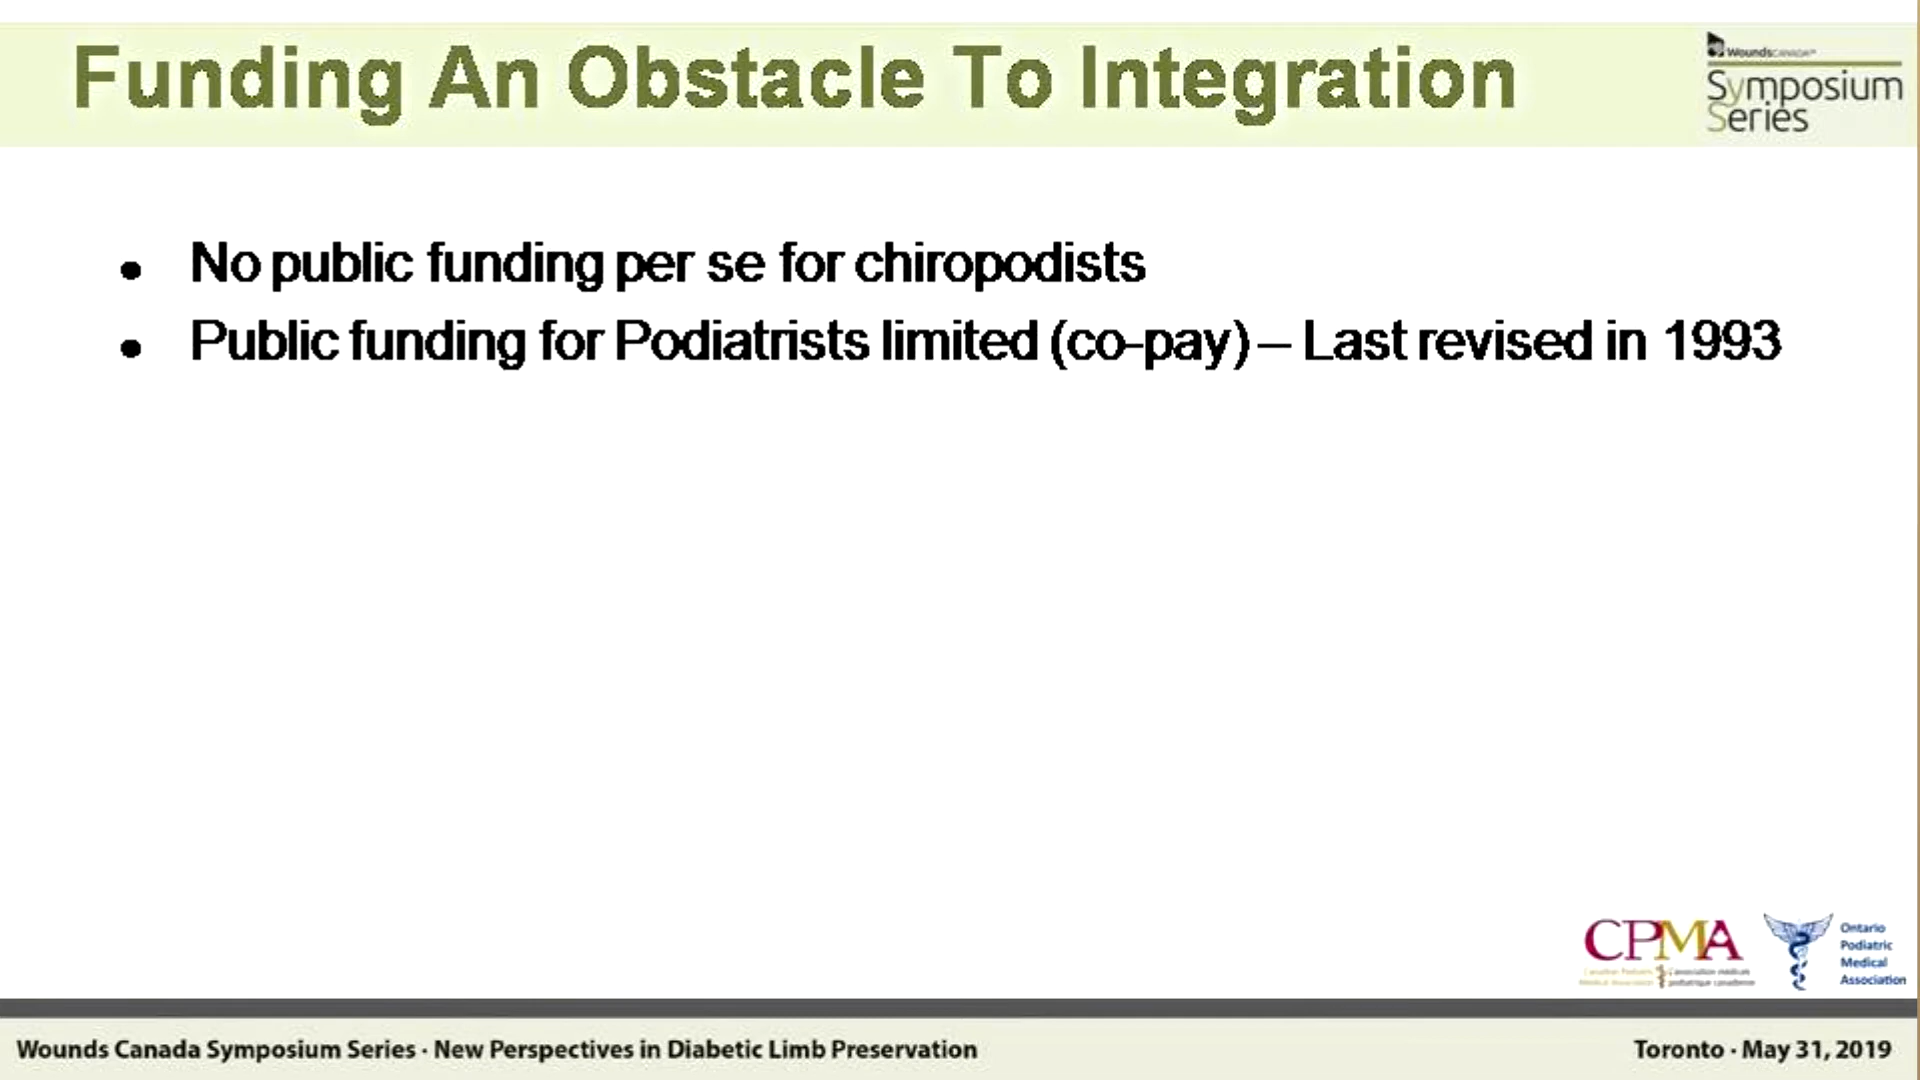 Funding An Obstacle To Integration
Wounds CANADA
Symposium
Series
• No public funding per se for chiropodists
• Public funding for Podiatrists limited (co-pay) – Last revised in 1993
CPMA
Ontario
Podiatric
Medical
Association
Wounds Canada Symposium Series · New Perspectives in Diabetic Limb Preservation
Toronto · May 31, 2019